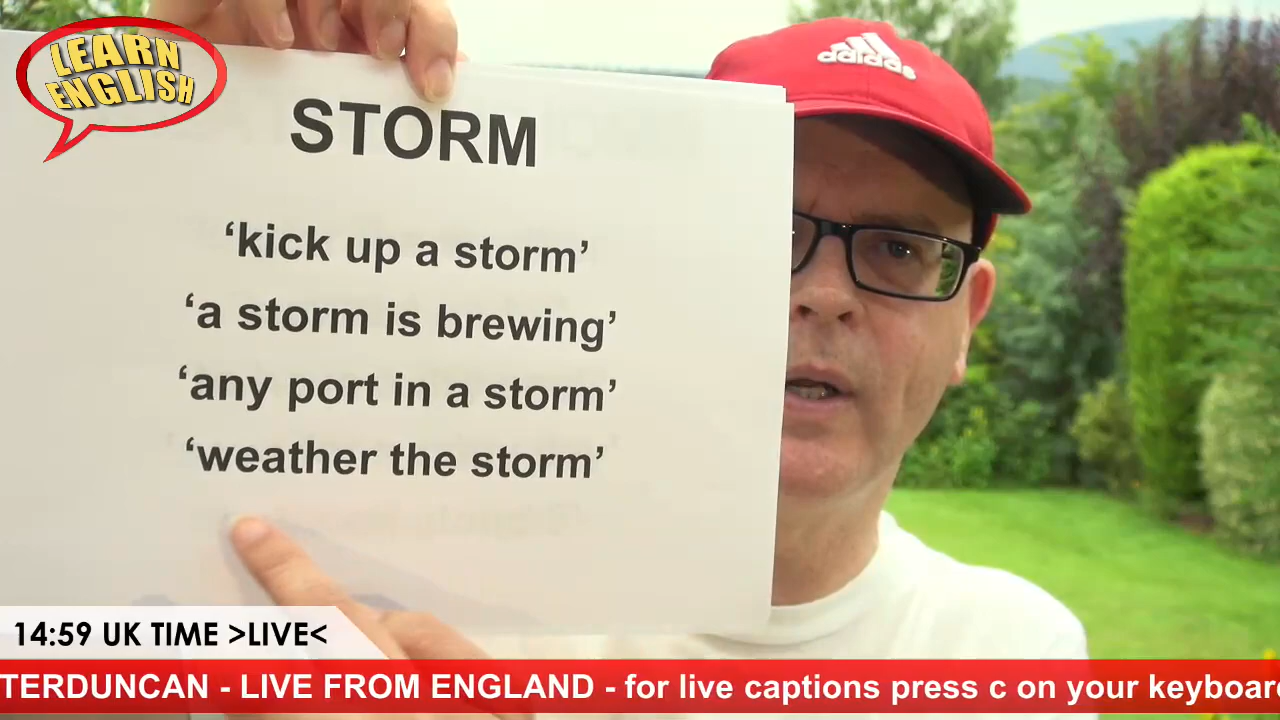 LEARN
ENGLISH
adidas
STORM
‘kick up a storm’
‘a storm is brewing’
‘any port in a storm’
‘weather the storm’
14:59 UK TIME >LIVE<
TERDUNCAN - LIVE FROM ENGLAND - for live captions press c on your keyboar